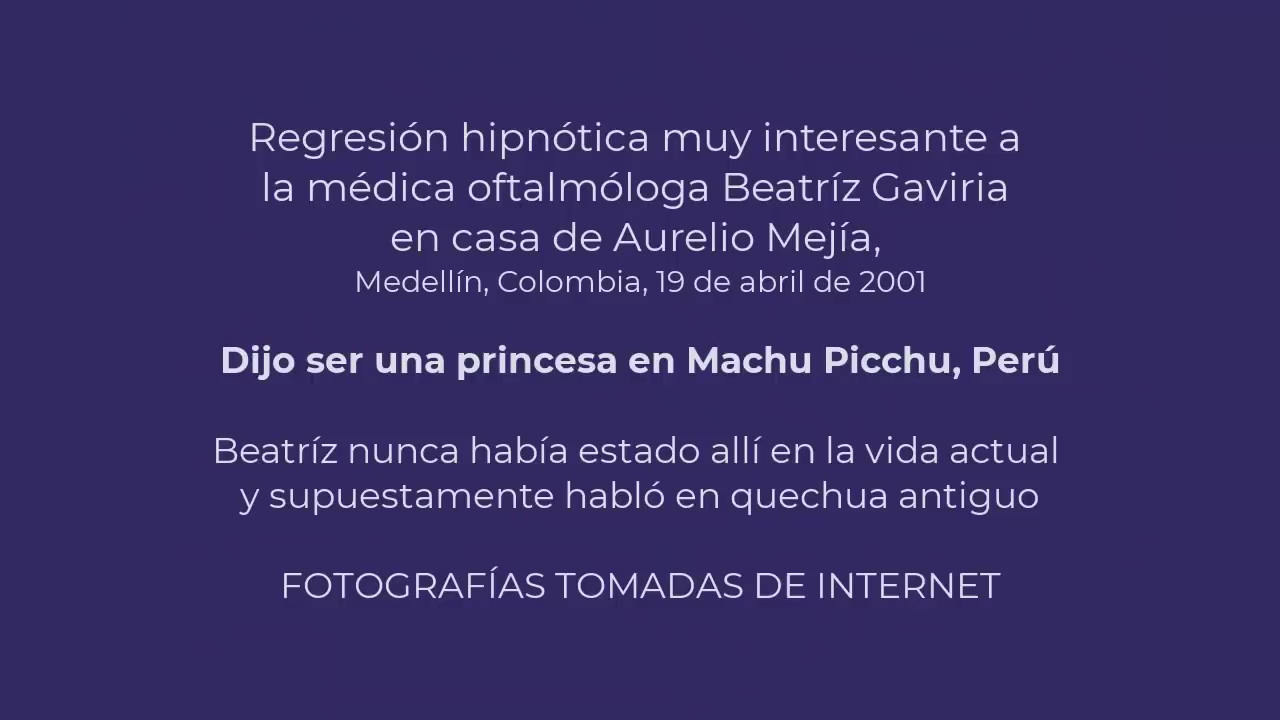 Regresión hipnótica muy interesante a
la médica oftalmóloga Beatríz Gaviria
en casa de Aurelio Mejía,
Medellín, Colombia, 19 de abril de 2001
Dijo ser una princesa en Machu Picchu, Perú
Beatríz nunca había estado allí en la vida actual
y supuestamente habló en quechua antiguo
FOTOGRAFÍAS TOMADAS DE INTERNET